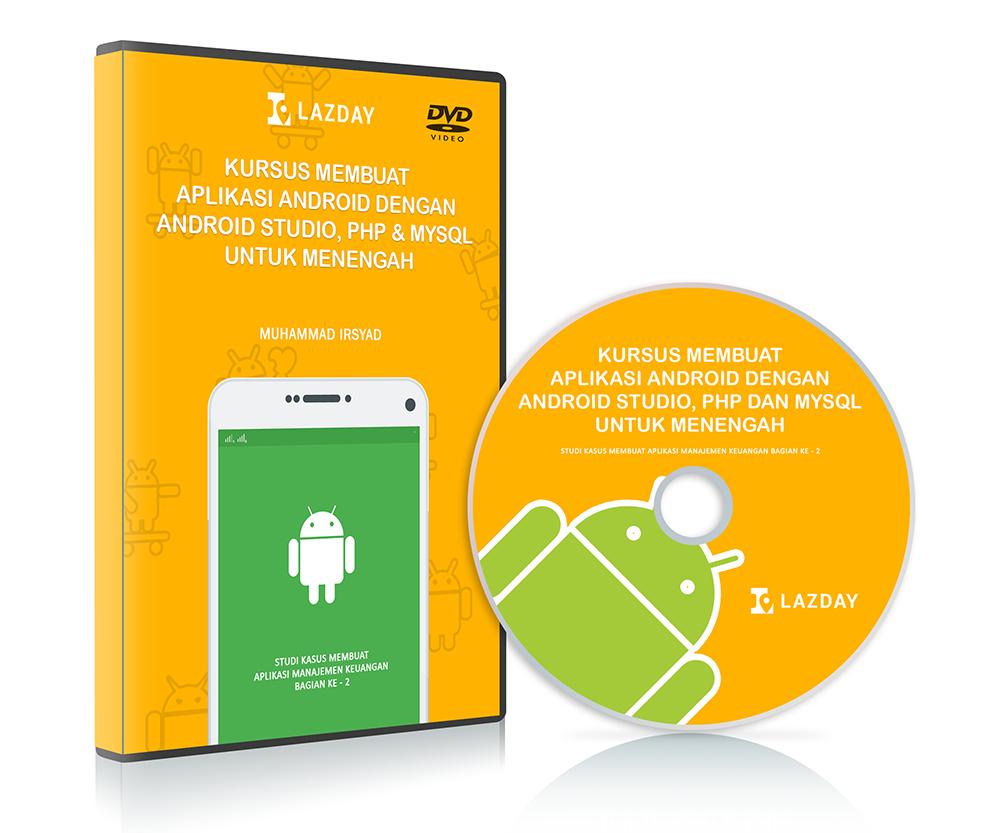 LAZDAY
DVD
VIDEO
KURSUS MEMBUAT
APLIKASI ANDROID DENGAN
ANDROID STUDIO, PHP & MYSQL
UNTUK MENENGAH
MUHAMMAD IRSYAD
STUDI KASUS MEMBUAT
APLIKASI MANAJEMEN KEUANGAN
BAGIAN KE - 2
KURSUS MEMBUAT
APLIKASI ANDROID DENGAN
ANDROID STUDIO, PHP DAN MYSQL
UNTUK MENENGAH
STUDI KASUS MEMBUAT APLIKASI MANAJEMEN KEUANGAN BAGIAN KE - 2
LAZDAY